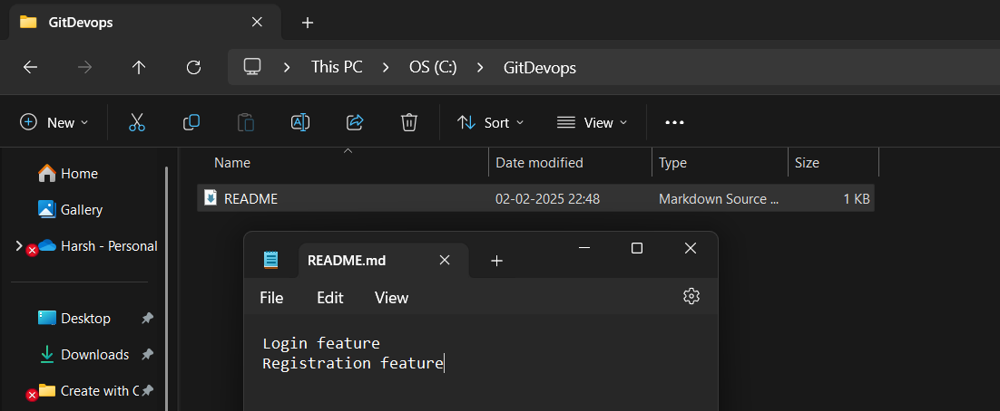 GitDevops
This PC > OS (C:) > GitDevops
New Sort View
Name Date modified Type Size
Home
README 02-02-2025 22:48 Markdown Source ... 1 KB
Gallery
Harsh - Personal
README.md
File Edit View
Desktop
Login feature
Downloads
Registration feature
Create with C